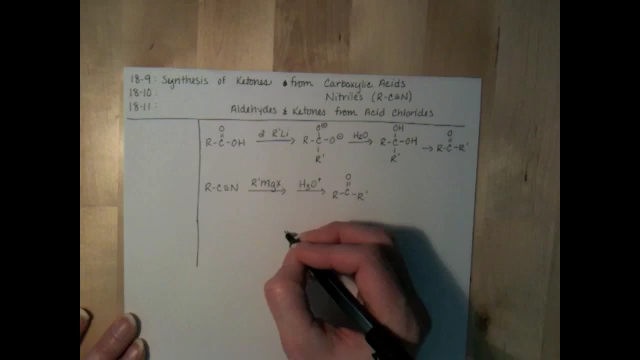 18-9: Synthesis of Ketones from Carboxylic Acids
18-10: Nitriles (R-C≡N)
18-11: Aldehydes & Ketones from Acid Chlorides
O O⊖ OH O
R-C-OH 2 R'Li R-C-O⊖ H₂O R-C-OH → R-C-R'
R' R'
O
R-C≡N R'MgX H₃O⁺ R-C-R'